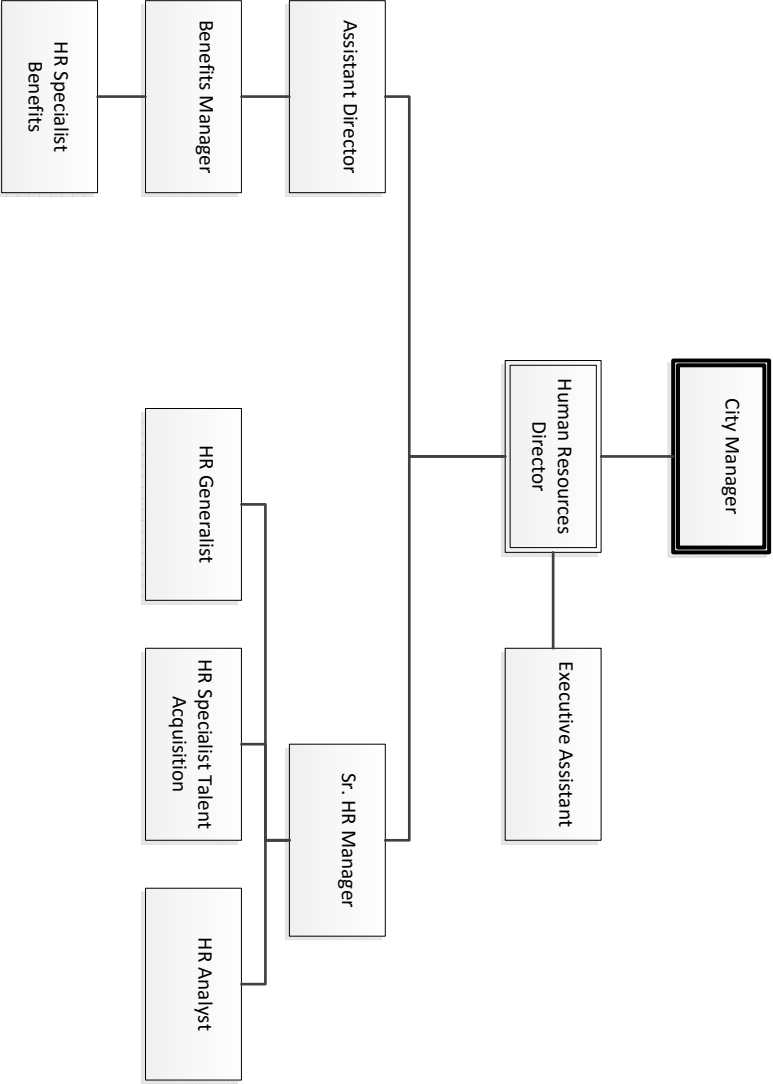 City Manager
Human Resources
Director
Executive Assistant
Assistant Director
Sr. HR Manager
Benefits Manager
HR Generalist
HR Specialist Talent
Acquisition
HR Analyst
HR Specialist
Benefits